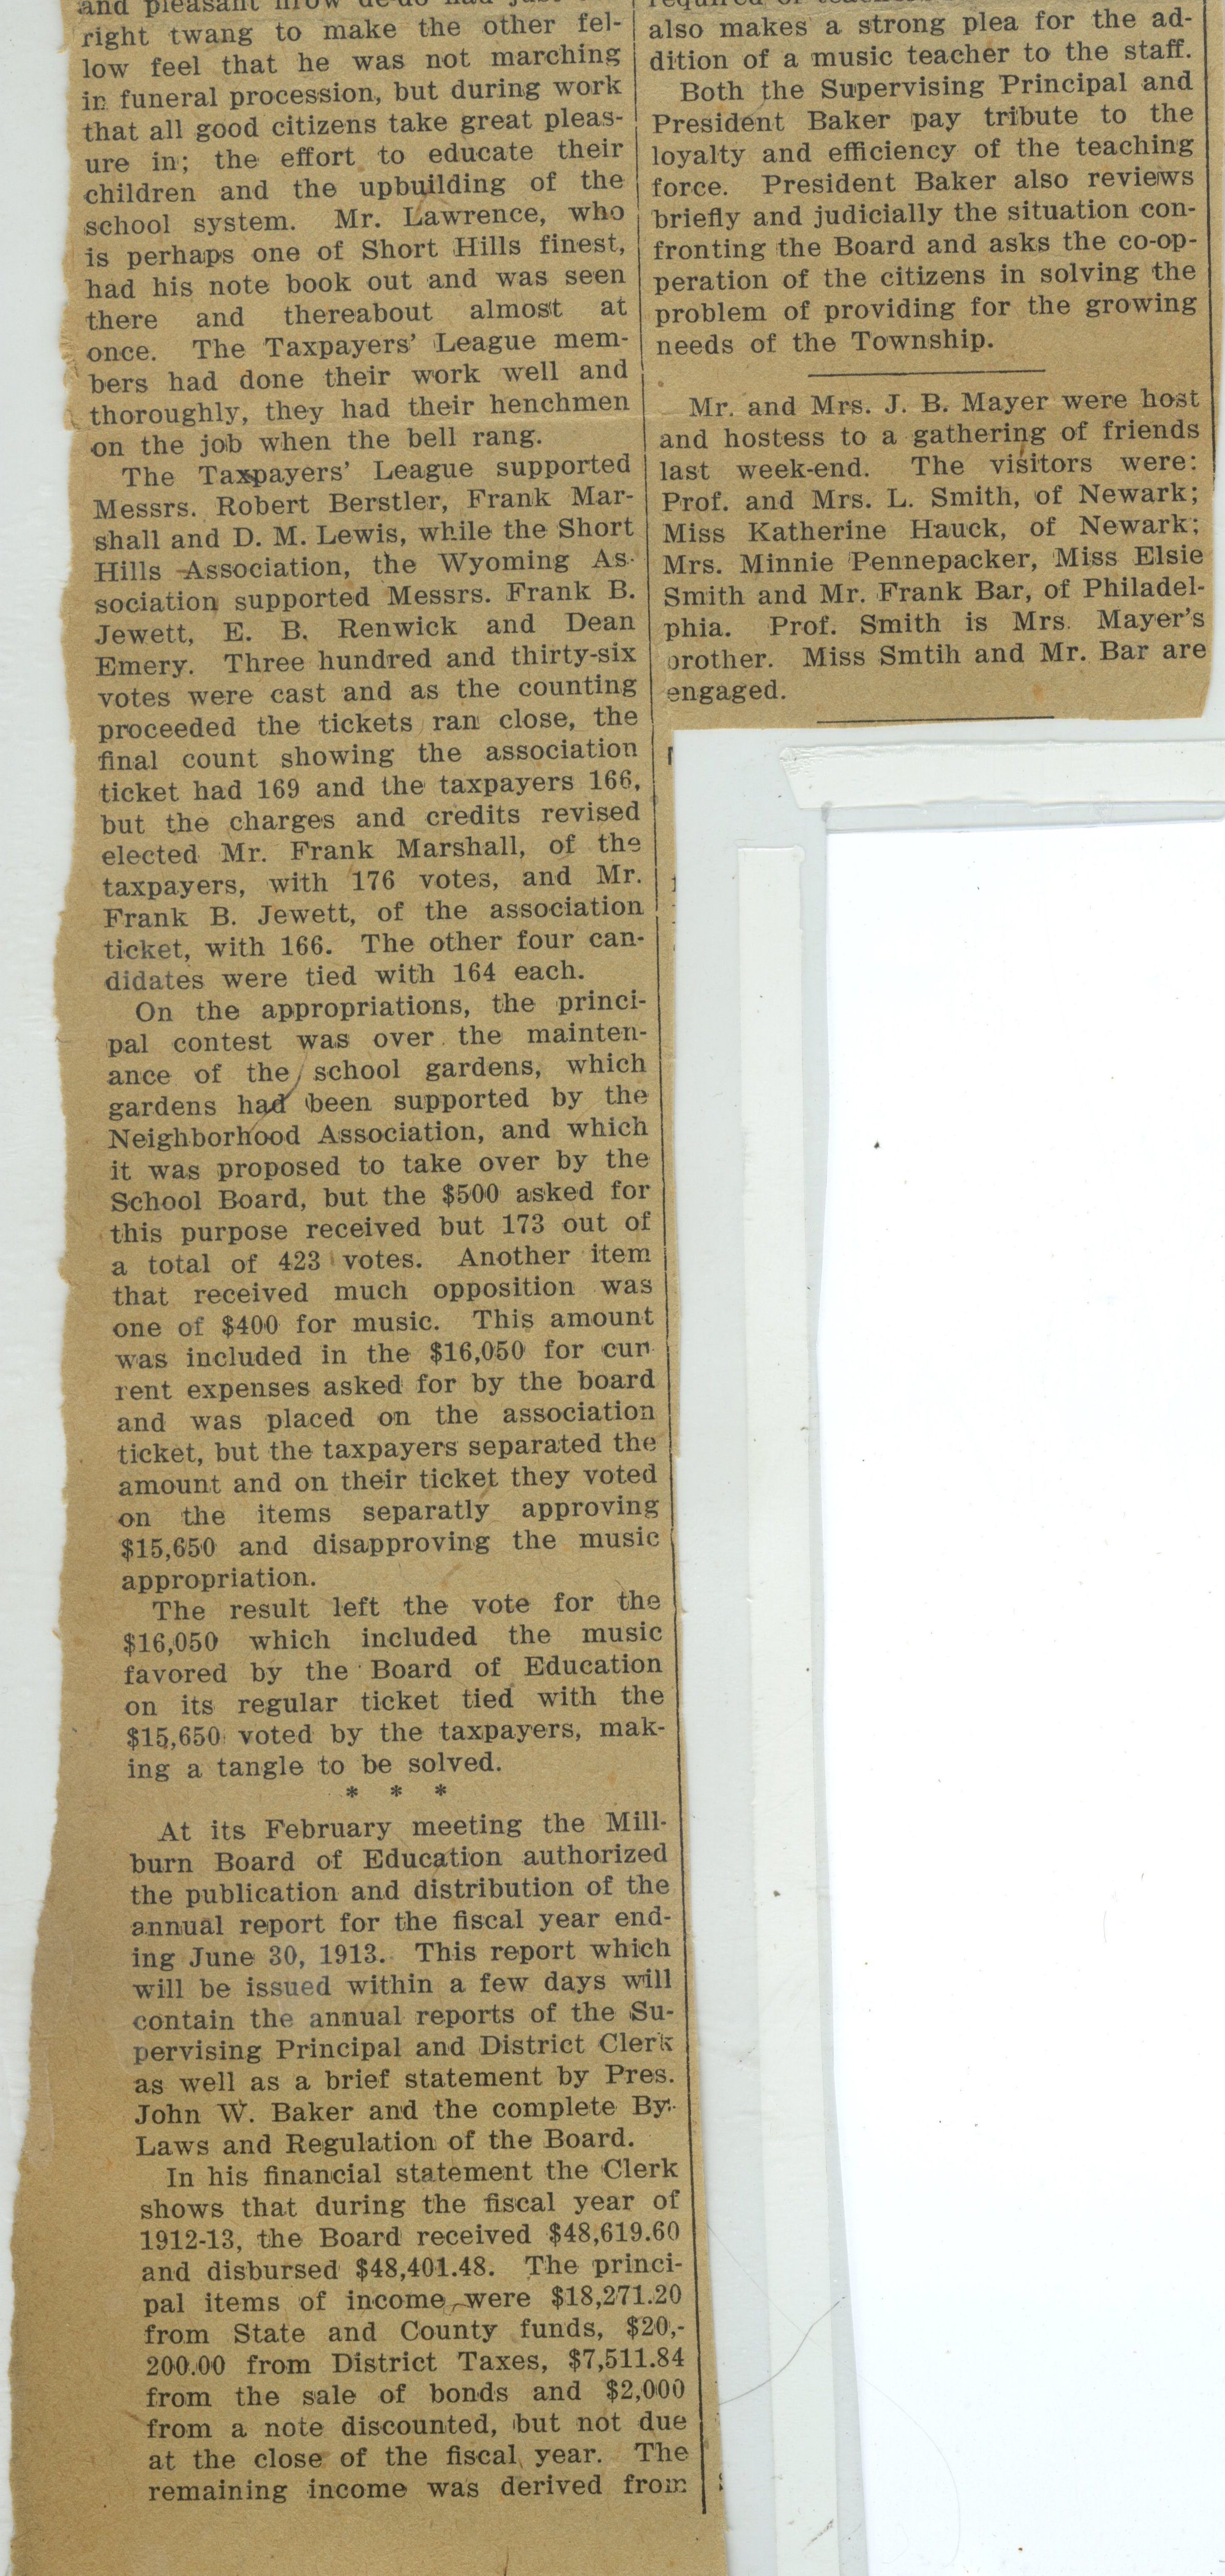 and pleasant
right twang to make the other fel-
low feel that he was not marching
in funeral procession, but during work
that all good citizens take great pleas-
ure in; the effort to educate their
children and the upbuilding of the
school system. Mr. Lawrence, who
is perhaps one of Short Hills finest,
had his note book out and was seen
there and thereabout almost at
once. The Taxpayers' League mem-
bers had done their work well and
thoroughly, they had their henchmen
on the job when the bell rang.
The Taxpayers' League supported
Messrs. Robert Berstler, Frank Mar-
shall and D. M. Lewis, while the Short
Hills Association, the Wyoming As-
sociation supported Messrs. Frank B.
Jewett, E. B. Renwick and Dean
Emery. Three hundred and thirty-six
votes were cast and as the counting
proceeded the tickets ran close, the
final count showing the association
ticket had 169 and the taxpayers 166,
but the charges and credits revised
elected Mr. Frank Marshall, of the
taxpayers, with 176 votes, and Mr.
Frank B. Jewett, of the association
ticket, with 166. The other four can-
didates were tied with 164 each.
On the appropriations, the princi-
pal contest was over the mainten-
ance of the school gardens, which
gardens had been supported by the
Neighborhood Association, and which
it was proposed to take over by the
School Board, but the $500 asked for
this purpose received but 173 out of
a total of 423 votes. Another item
that received much opposition was
one of $400 for music. This amount
was included in the $16,050 for cur-
rent expenses asked for by the board
and was placed on the association
ticket, but the taxpayers separated the
amount and on their ticket they voted
on the items separatly approving
$15,650 and disapproving the music
appropriation.
The result left the vote for the
$16,050 which included the music
favored by the Board of Education
on its regular ticket tied with the
$15,650 voted by the taxpayers, mak-
ing a tangle to be solved.
* * *
At its February meeting the Mill-
burn Board of Education authorized
the publication and distribution of the
annual report for the fiscal year end-
ing June 30, 1913. This report which
will be issued within a few days will
contain the annual reports of the Su-
pervising Principal and District Clerk
as well as a brief statement by Pres.
John W. Baker and the complete By-
Laws and Regulation of the Board.
In his financial statement the Clerk
shows that during the fiscal year of
1912-13, the Board received $48,619.60
and disbursed $48,401.48. The princi-
pal items of income were $18,271.20
from State and County funds, $20,-
200.00 from District Taxes, $7,511.84
from the sale of bonds and $2,000
from a note discounted, but not due
at the close of the fiscal year. The
remaining income was derived from
also makes a strong plea for the ad-
dition of a music teacher to the staff.
Both the Supervising Principal and
President Baker pay tribute to the
loyalty and efficiency of the teaching
force. President Baker also reviews
briefly and judicially the situation con-
fronting the Board and asks the co-op-
peration of the citizens in solving the
problem of providing for the growing
needs of the Township.
Mr. and Mrs. J. B. Mayer were host
and hostess to a gathering of friends
last week-end. The visitors were:
Prof. and Mrs. L. Smith, of Newark;
Miss Katherine Hauck, of Newark;
Mrs. Minnie Pennepacker, Miss Elsie
Smith and Mr. Frank Bar, of Philadel-
phia. Prof. Smith is Mrs. Mayer's
brother. Miss Smtih and Mr. Bar are
engaged.